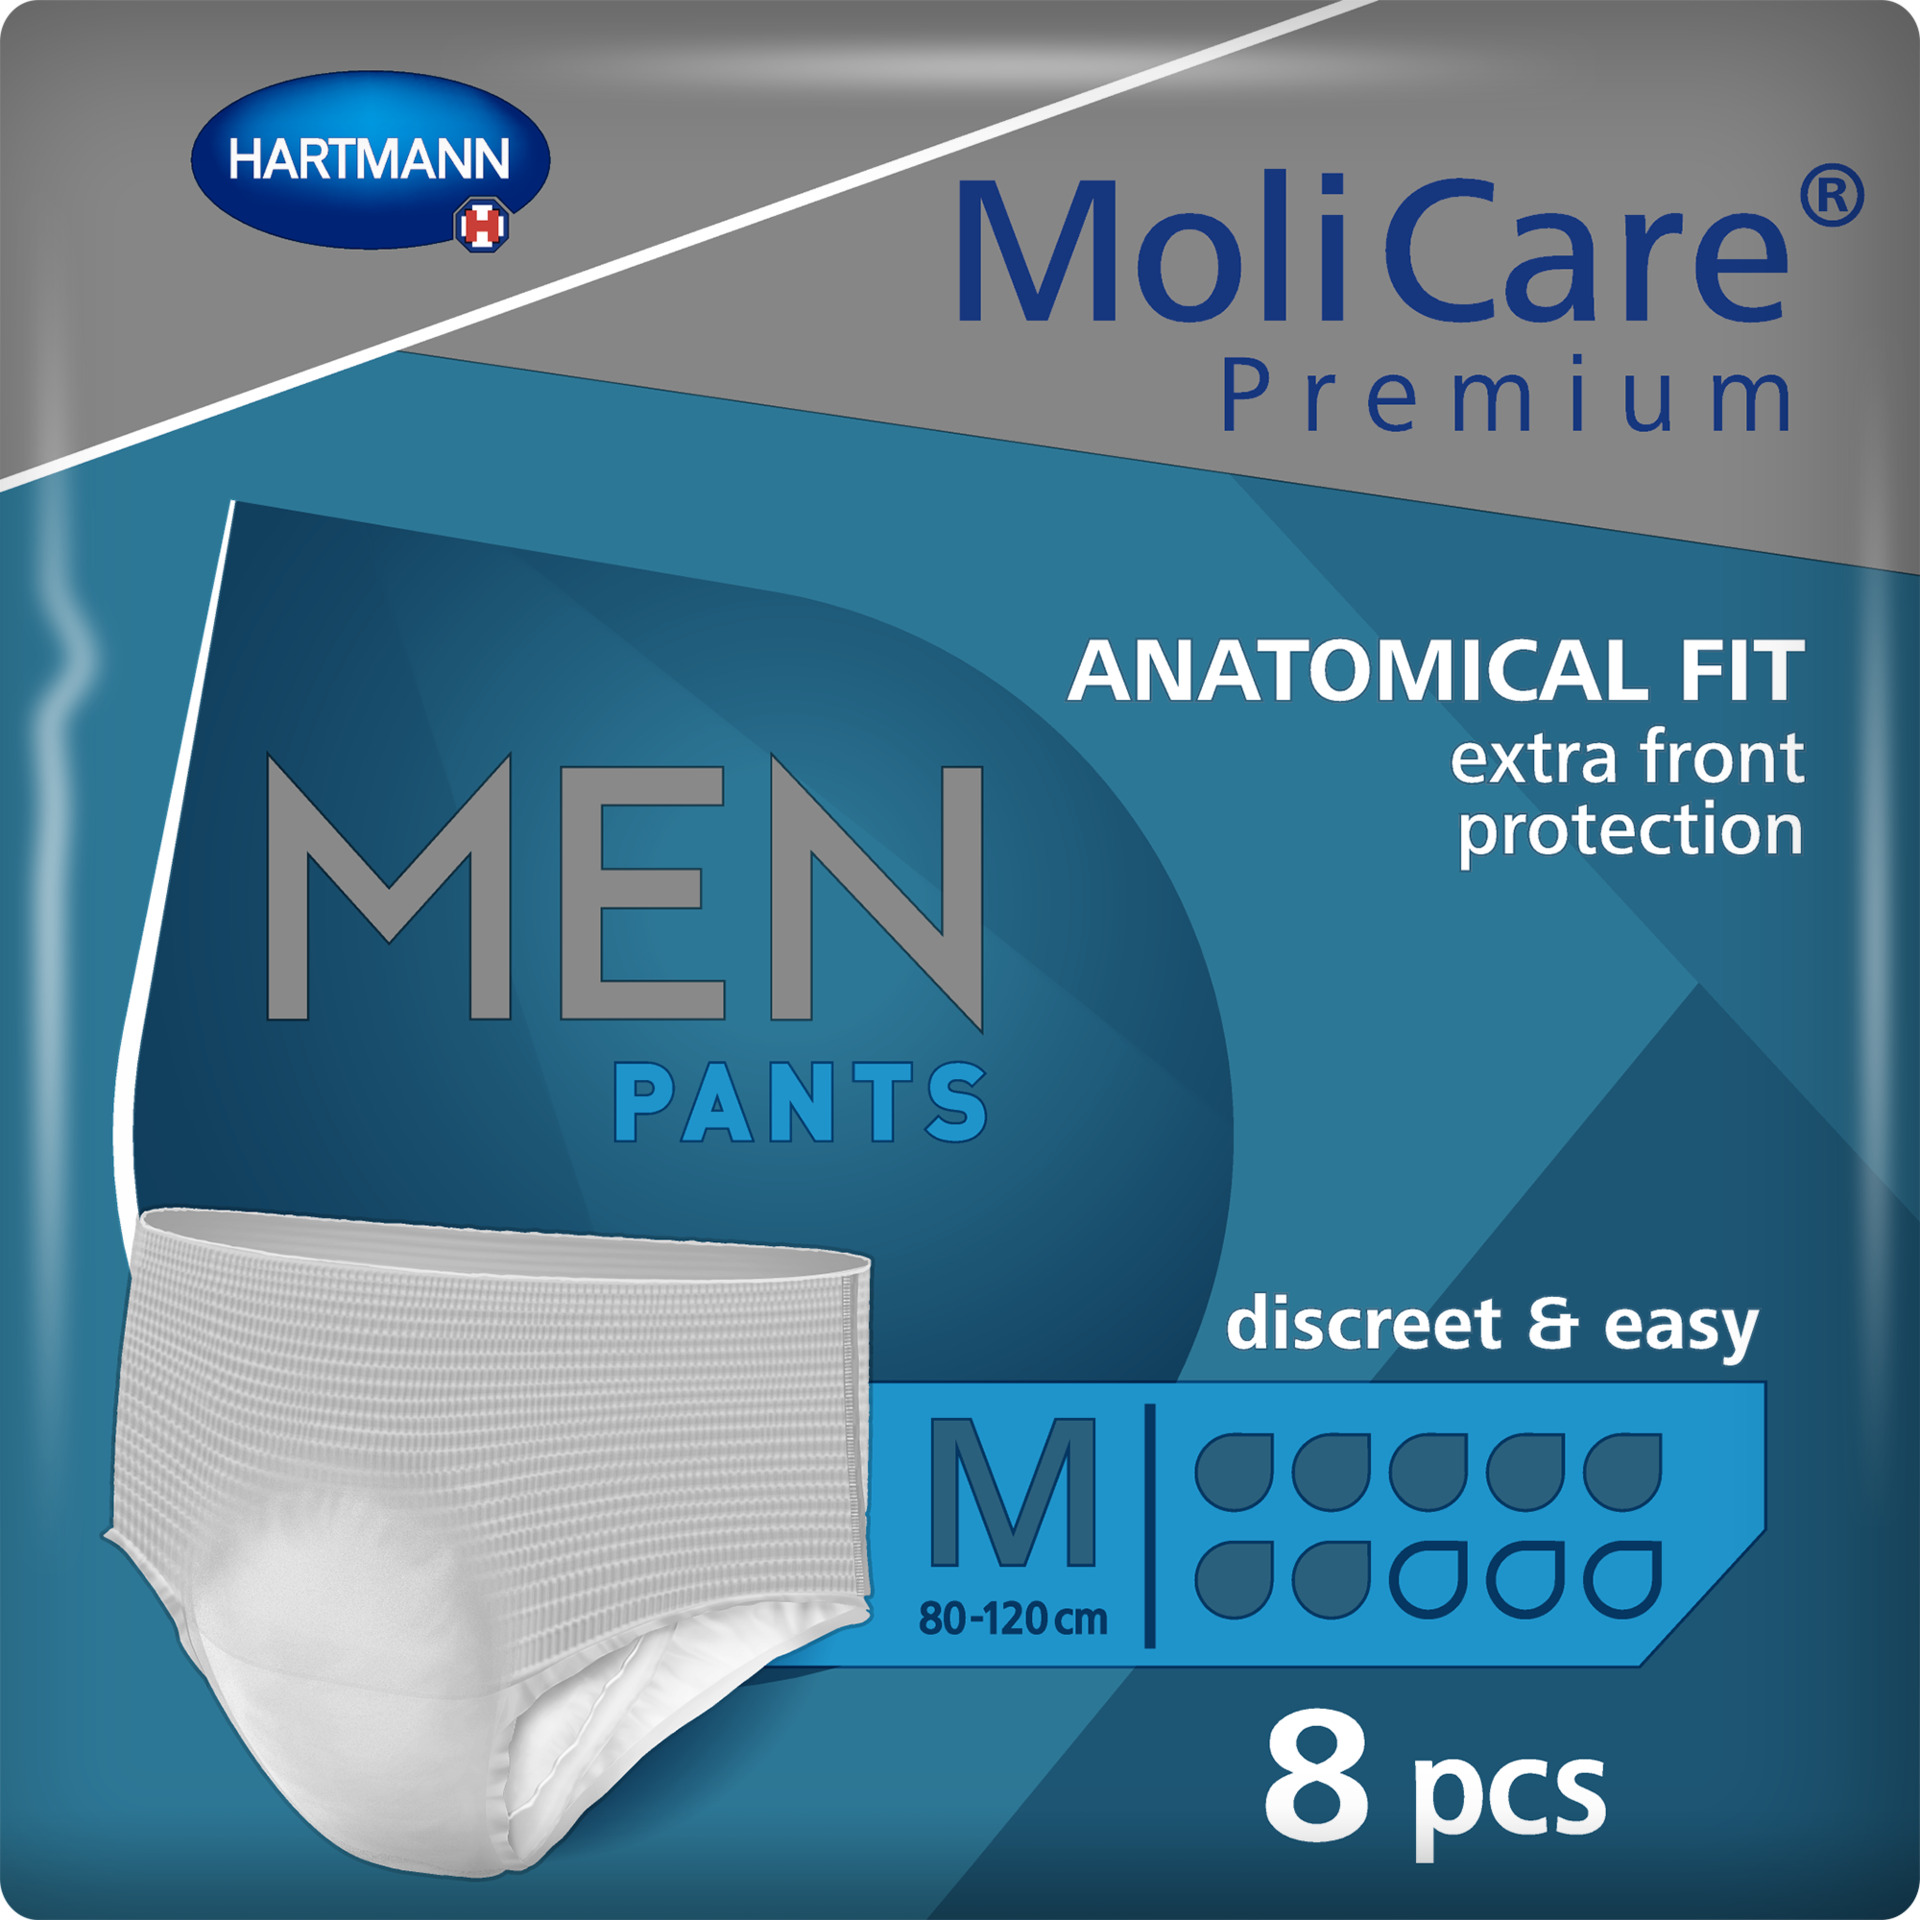 HARTMANN
H
MoliCare®
Premium
ANATOMICAL FIT
extra front
protection
MEN
PANTS
discreet & easy
M
80-120 cm
8 pcs